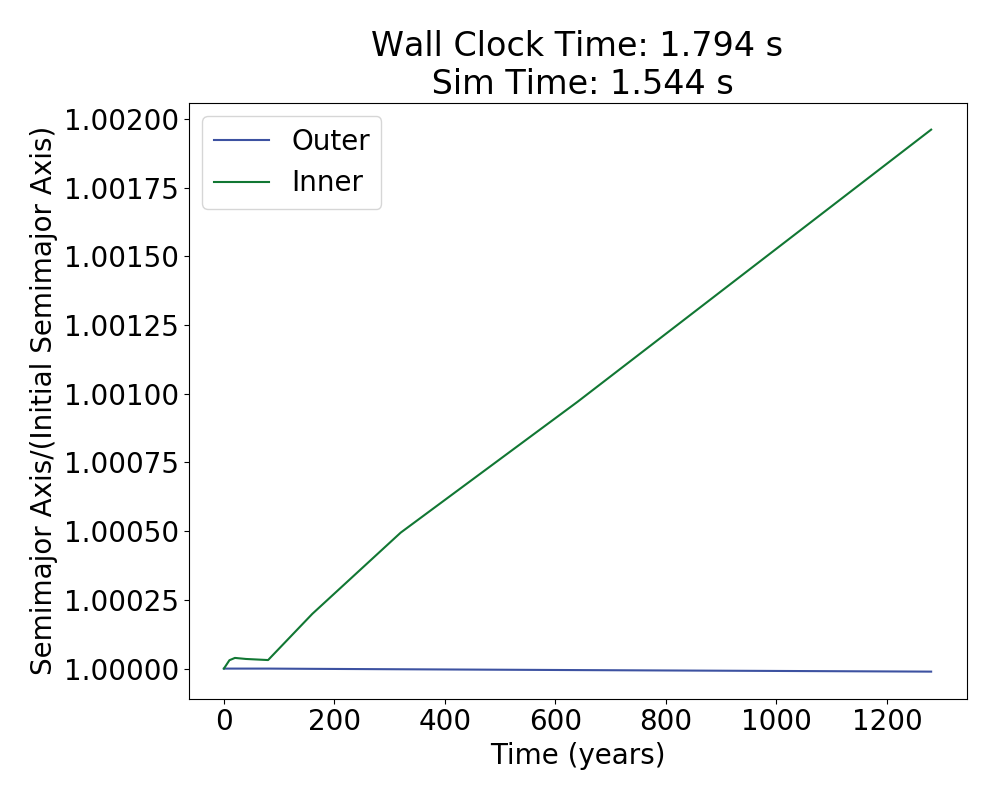 Wall Clock Time: 1.794 s
Sim Time: 1.544 s
Outer
Inner
Semimajor Axis/(Initial Semimajor Axis)
1.00200
1.00175
1.00150
1.00125
1.00100
1.00075
1.00050
1.00025
1.00000
0 200 400 600 800 1000 1200
Time (years)